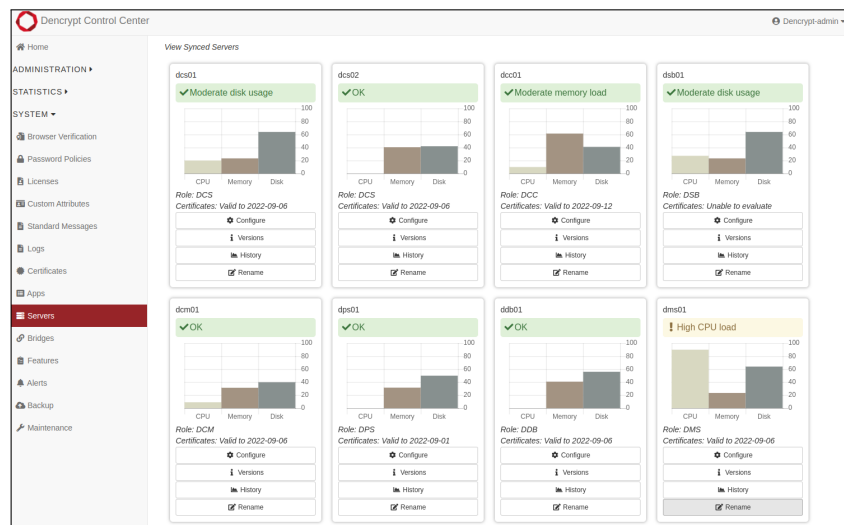 Dencrypt Control Center
Dencrypt-admin
Home
ADMINISTRATION
STATISTICS
SYSTEM
Browser Verification
Password Policies
Licenses
Custom Attributes
Standard Messages
Logs
Certificates
Apps
Servers
Bridges
Features
Alerts
Backup
Maintenance
View Synced Servers
dcs01
Moderate disk usage
100
80
60
40
20
0
CPU Memory Disk
Role: DCS
Certificates: Valid to 2022-09-06
Configure
Versions
History
Rename
dcs02
OK
100
80
60
40
20
0
CPU Memory Disk
Role: DCS
Certificates: Valid to 2022-09-06
Configure
Versions
History
Rename
dcc01
Moderate memory load
100
80
60
40
20
0
CPU Memory Disk
Role: DCC
Certificates: Valid to 2022-09-12
Configure
Versions
History
Rename
dsb01
Moderate disk usage
100
80
60
40
20
0
CPU Memory Disk
Role: DSB
Certificates: Unable to evaluate
Configure
Versions
History
Rename
dcm01
OK
100
80
60
40
20
0
CPU Memory Disk
Role: DCM
Certificates: Valid to 2022-09-06
Configure
Versions
History
Rename
dps01
OK
100
80
60
40
20
0
CPU Memory Disk
Role: DPS
Certificates: Valid to 2022-09-01
Configure
Versions
History
Rename
ddb01
OK
100
80
60
40
20
0
CPU Memory Disk
Role: DDB
Certificates: Valid to 2022-09-06
Configure
Versions
History
Rename
dms01
High CPU load
100
80
60
40
20
0
CPU Memory Disk
Role: DMS
Certificates: Valid to 2022-09-06
Configure
Versions
History
Rename